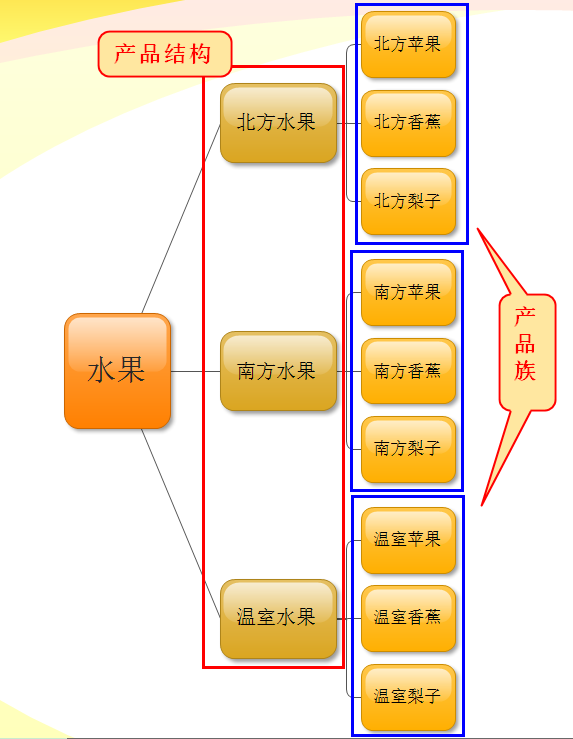 产品结构
北方苹果
北方水果
北方香蕉
北方梨子
南方苹果
产
品
族
水果
南方水果
南方香蕉
南方梨子
温室苹果
温室水果
温室香蕉
温室梨子